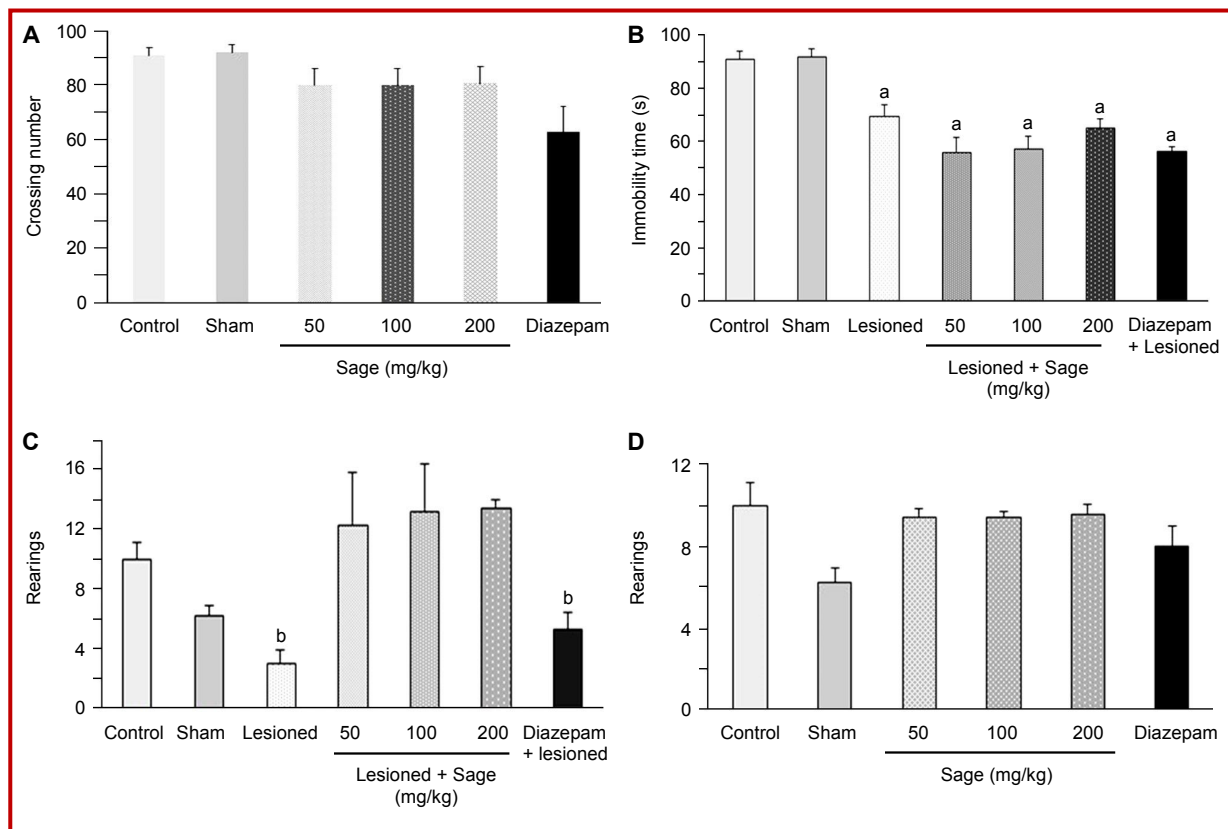 A
Crossing number
100
80
60
40
20
0
Control Sham 50 100 200 Diazepam
Sage (mg/kg)
B
Immobility time (s)
100
80
60
40
20
0
a
a
a
a
a
Control Sham Lesioned 50 100 200 Diazepam
+ Lesioned
Lesioned + Sage
(mg/kg)
C
Rearings
16
12
8
4
0
b
b
Control Sham Lesioned 50 100 200 Diazepam
+ lesioned
Lesioned + Sage
(mg/kg)
D
Rearings
12
8
4
0
Control Sham 50 100 200 Diazepam
Sage (mg/kg)